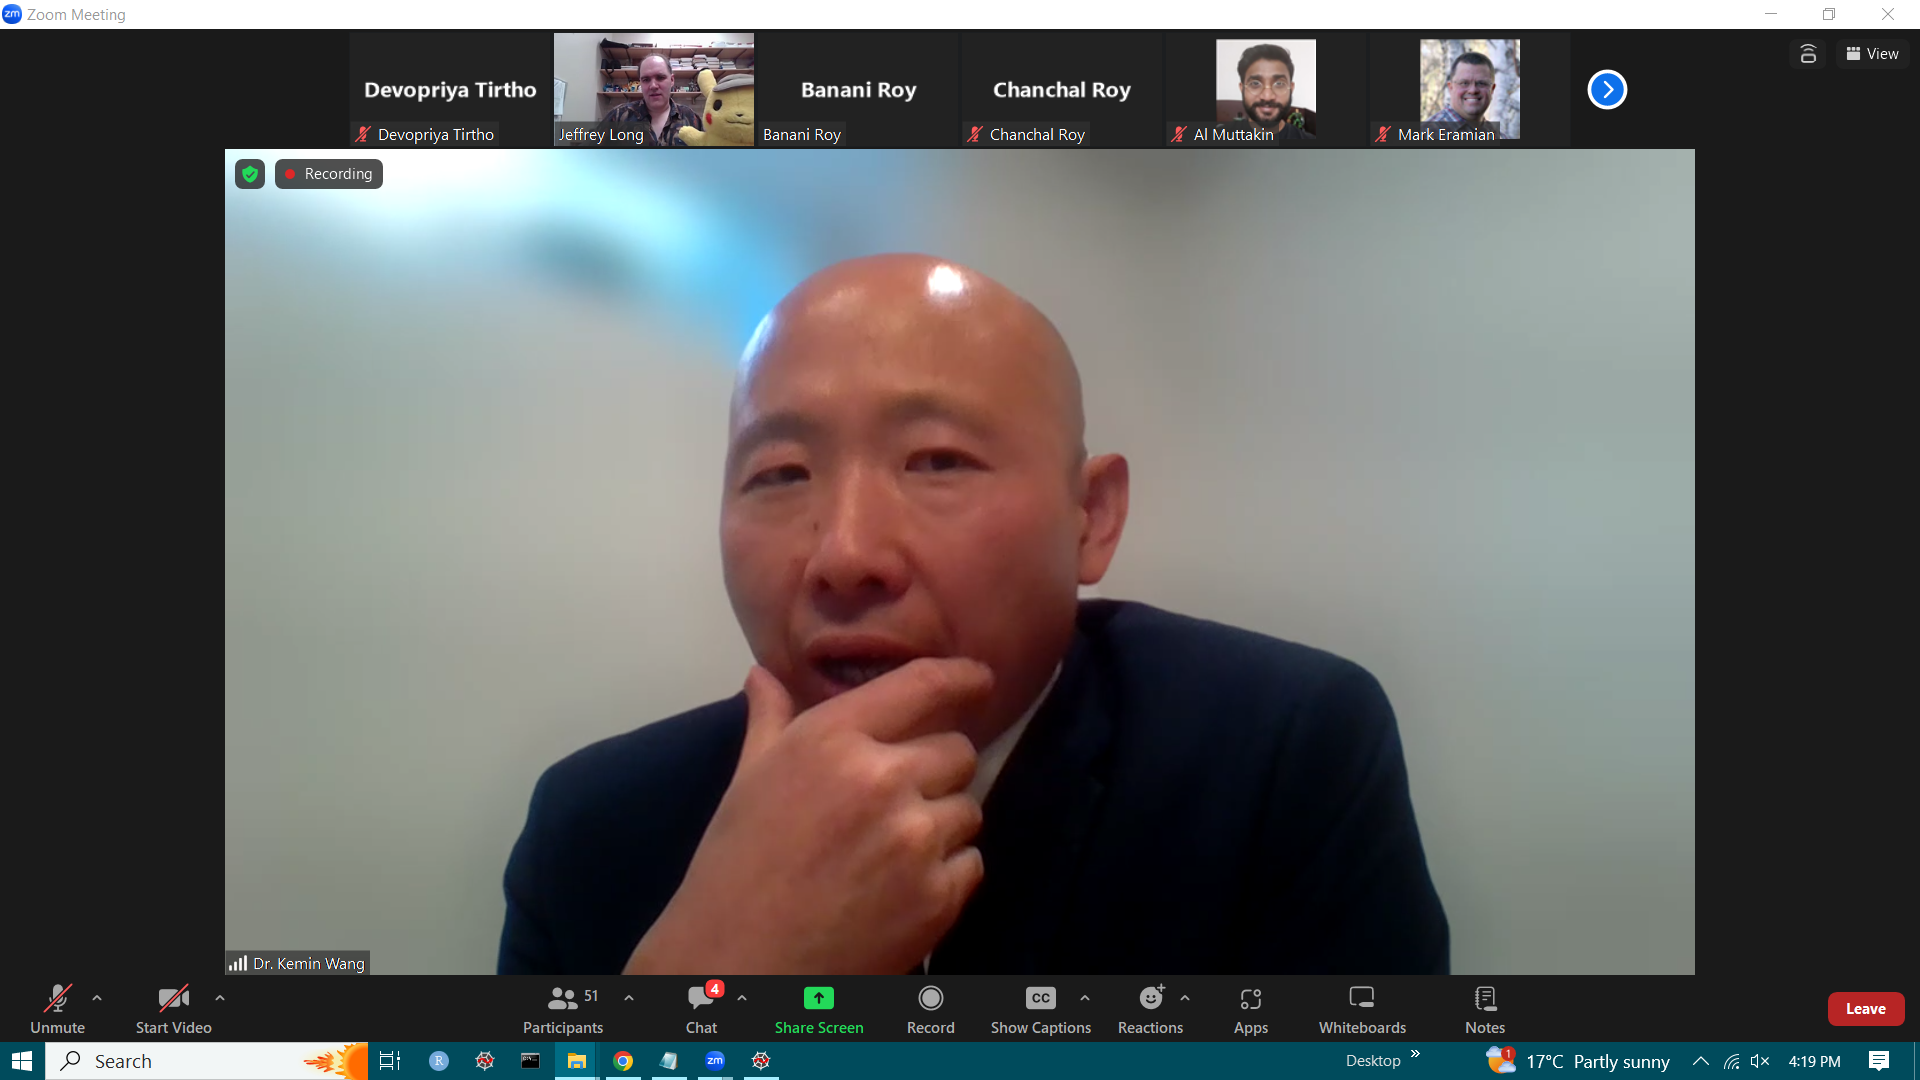 zm Zoom Meeting
Devopriya Tirtho
Banani Roy
Chanchal Roy
View
Devopriya Tirtho
Jeffrey Long
Banani Roy
Chanchal Roy
Al Muttakin
Mark Eramian
Recording
Dr. Kemin Wang
51
4
CC
Unmute
Start Video
Participants
Chat
Share Screen
Record
Show Captions
Reactions
Apps
Whiteboards
Notes
Leave
Search
R
zm
Desktop
1
17°C Partly sunny
4:19 PM